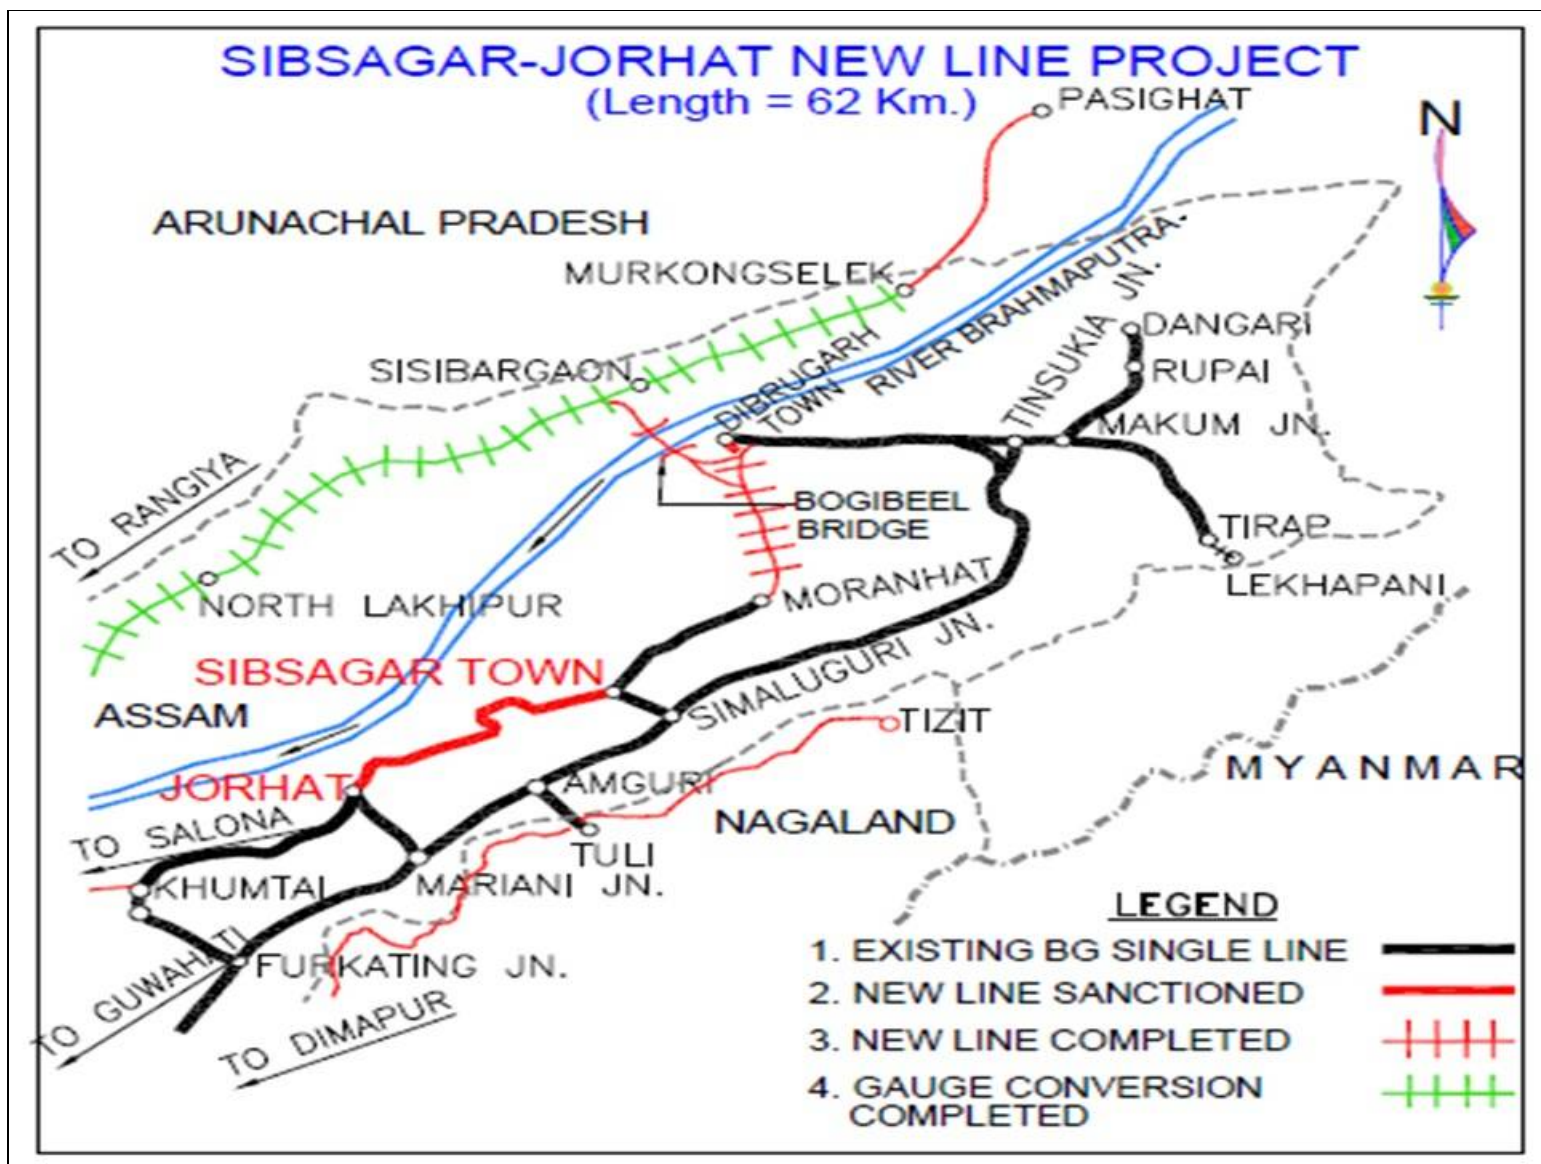 SIBSAGAR-JORHAT NEW LINE PROJECT
(Length = 62 Km.)
PASIGHAT
N
ARUNACHAL PRADESH
MURKONGSELEK
RIVER BRAHMAPUTRA
TINSUKIA JN.
DANGARI
SISIBARGAON
DIBRUGARH
TOWN
RUPAI
MAKUM JN.
TO RANGIYA
BOGIBEEL
BRIDGE
TIRAP
LEKHAPANI
NORTH LAKHIPUR
MORANHAT
SIBSAGAR TOWN
SIMALUGURI JN.
ASSAM
TIZIT
MYANMAR
JORHAT
AMGURI
NAGALAND
TO SALONA
TULI
KHUMTAI
MARIANI JN.
TO GUWAHATI
FURKATING JN.
TO DIMAPUR
LEGEND
1. EXISTING BG SINGLE LINE
2. NEW LINE SANCTIONED
3. NEW LINE COMPLETED
4. GAUGE CONVERSION
COMPLETED